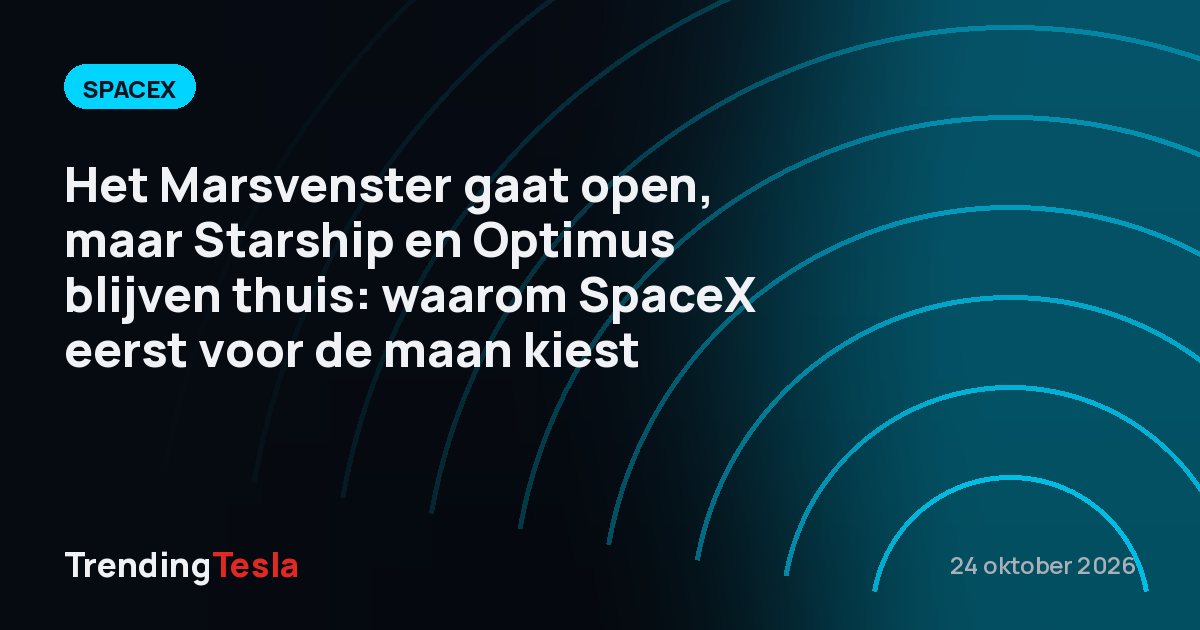 SPACEX
Het Marsvenster gaat open,
maar Starship en Optimus
blijven thuis: waarom SpaceX
eerst voor de maan kiest
TrendingTesla
24 oktober 2026